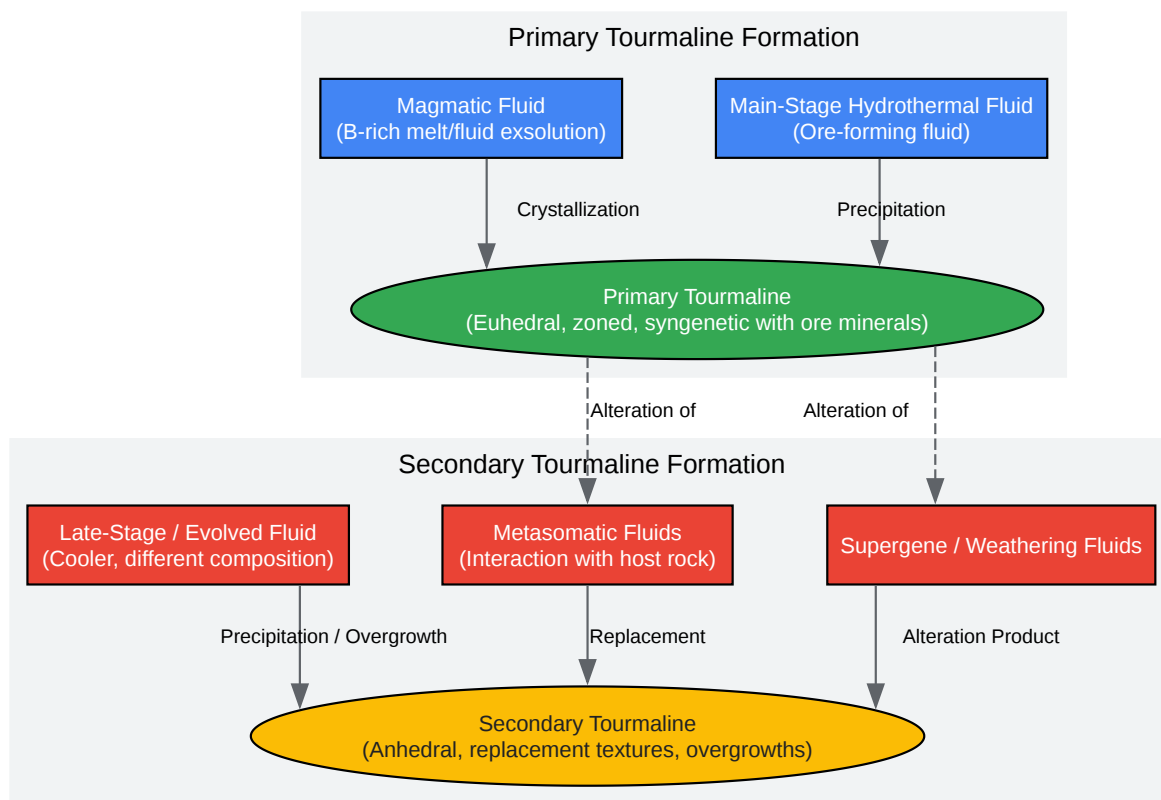 Primary Tourmaline Formation
Magmatic Fluid
(B-rich melt/fluid exsolution)
Main-Stage Hydrothermal Fluid
(Ore-forming fluid)
Crystallization
Precipitation
Primary Tourmaline
(Euhedral, zoned, syngenetic with ore minerals)
Alteration of
Alteration of
Secondary Tourmaline Formation
Late-Stage / Evolved Fluid
(Cooler, different composition)
Metasomatic Fluids
(Interaction with host rock)
Supergene / Weathering Fluids
Precipitation / Overgrowth
Replacement
Alteration Product
Secondary Tourmaline
(Anhedral, replacement textures, overgrowths)